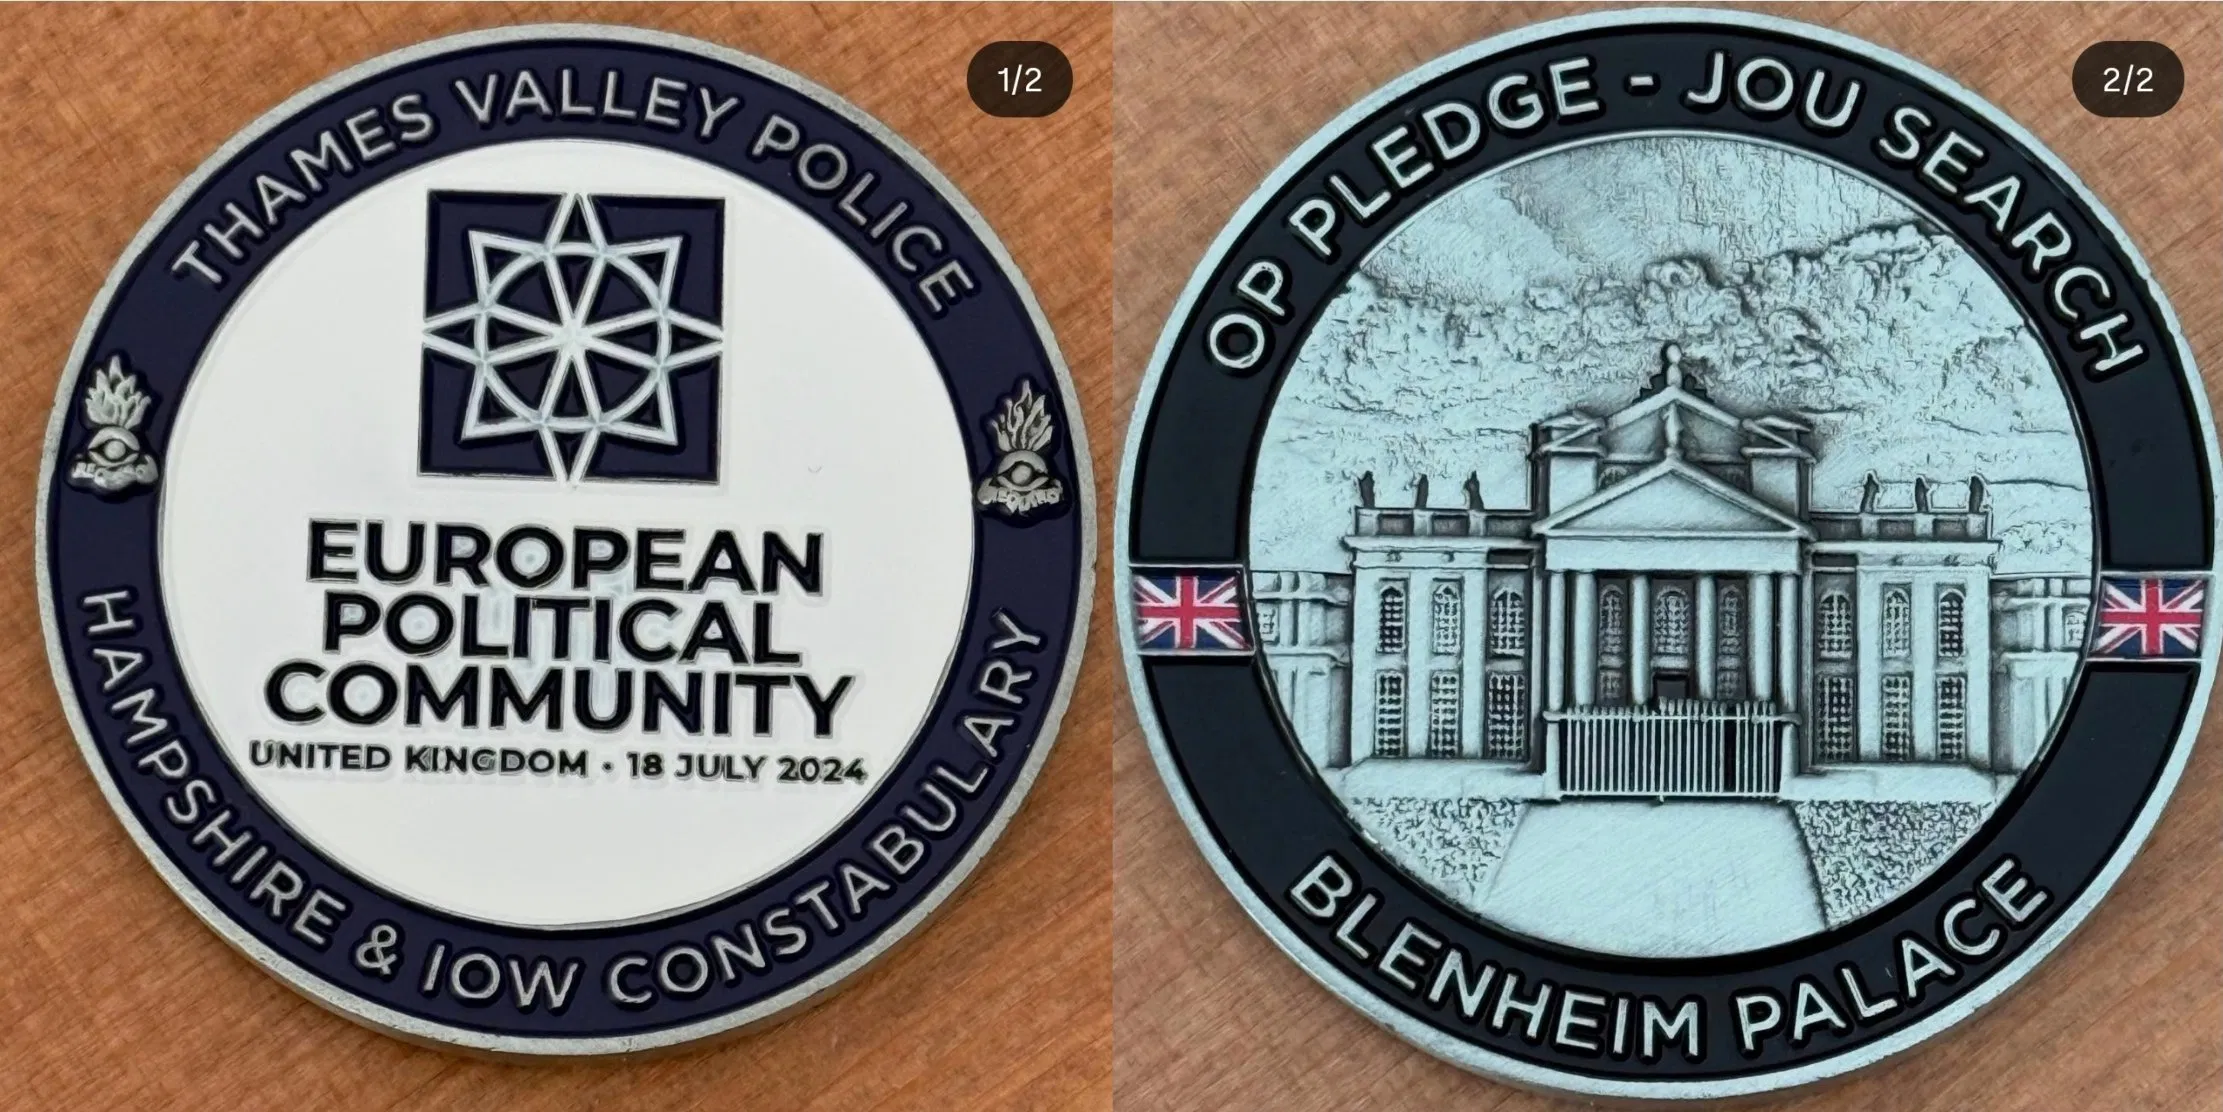 1/2
THAMES VALLEY POLICE
EUROPEAN
POLITICAL
COMMUNITY
UNITED KINGDOM · 18 JULY 2024
HAMPSHIRE & IOW CONSTABULARY
2/2
OP PLEDGE - JOU SEARCH
BLENHEIM PALACE